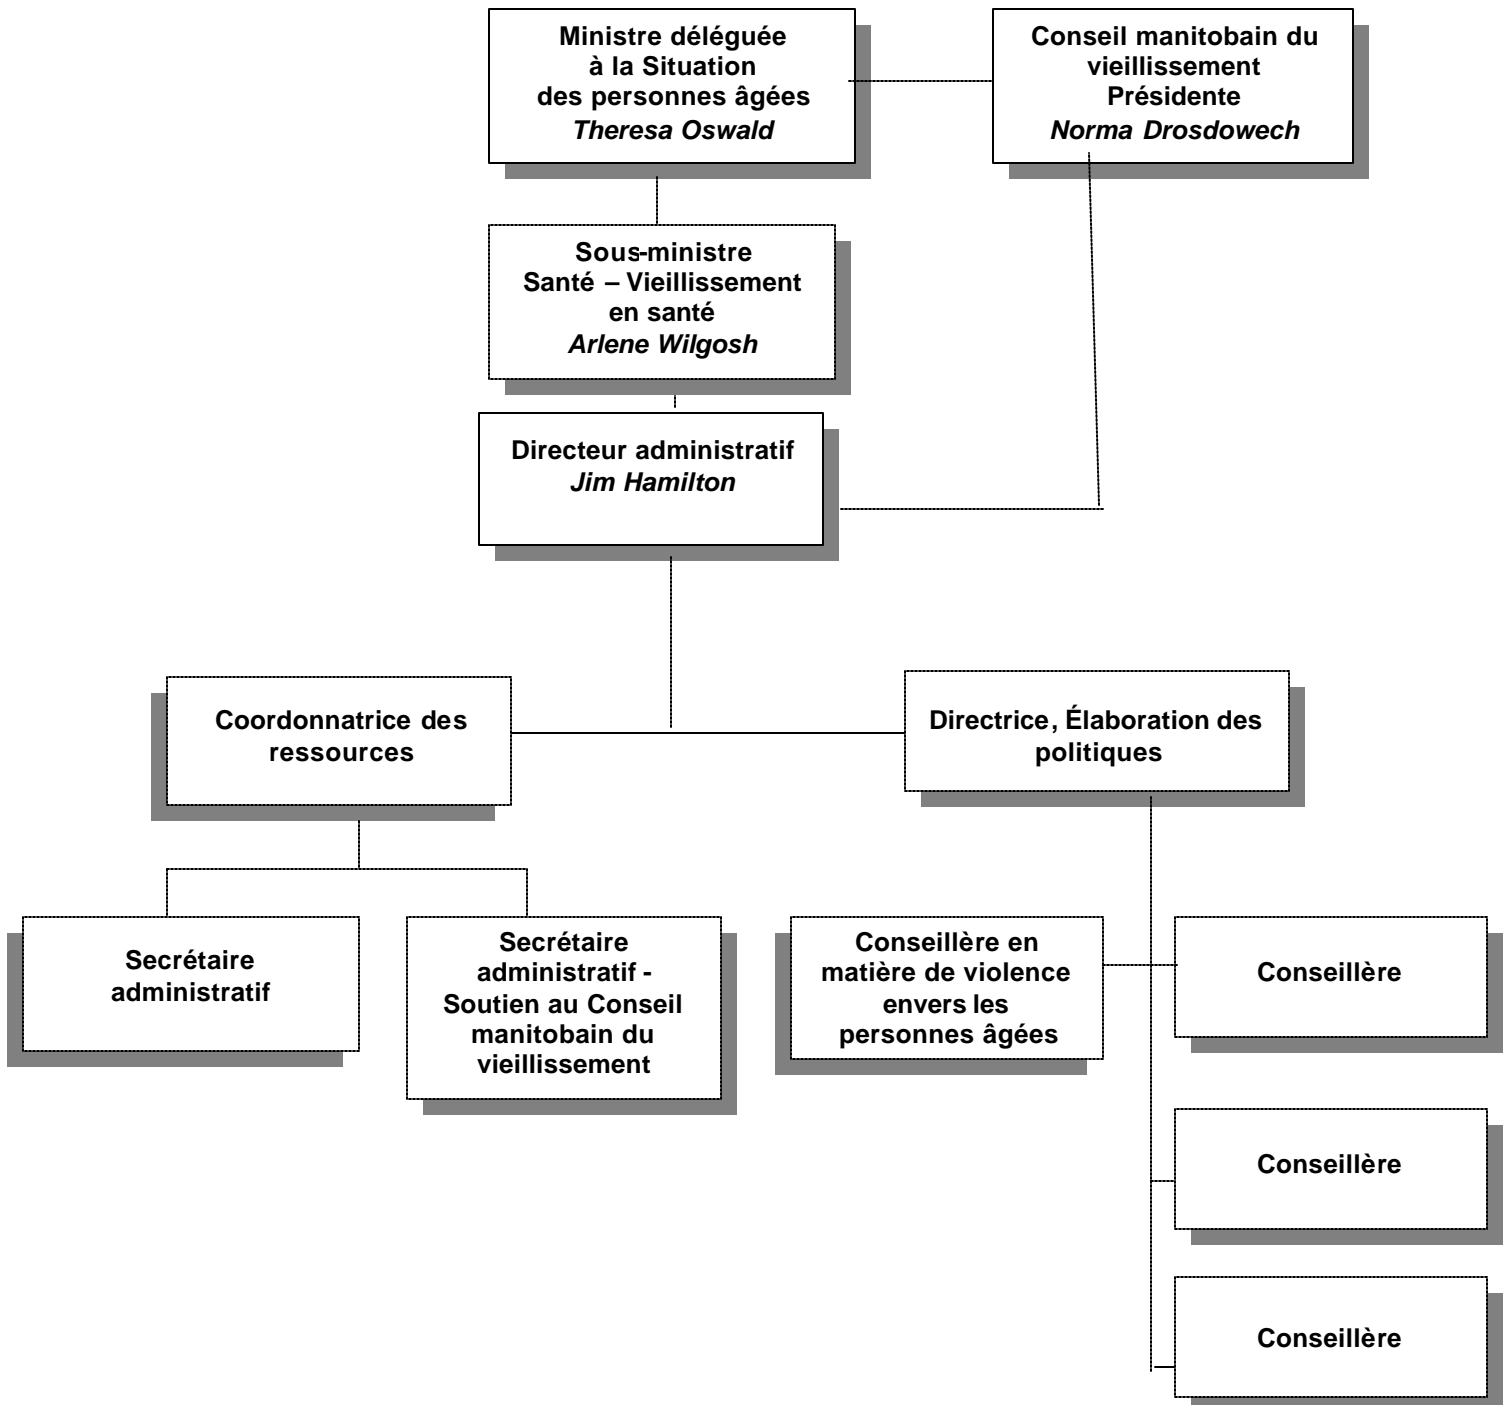 Ministre déléguée
à la Situation
des personnes âgées
Theresa Oswald
Conseil manitobain du
vieillissement
Présidente
Norma Drosdowech
Sous-ministre
Santé – Vieillissement
en santé
Arlene Wilgosh
Directeur administratif
Jim Hamilton
Coordonnatrice des
ressources
Directrice, Élaboration des
politiques
Secrétaire
administratif
Secrétaire
administratif -
Soutien au Conseil
manitobain du
vieillissement
Conseillère en
matière de violence
envers les
personnes âgées
Conseillère
Conseillère
Conseillère